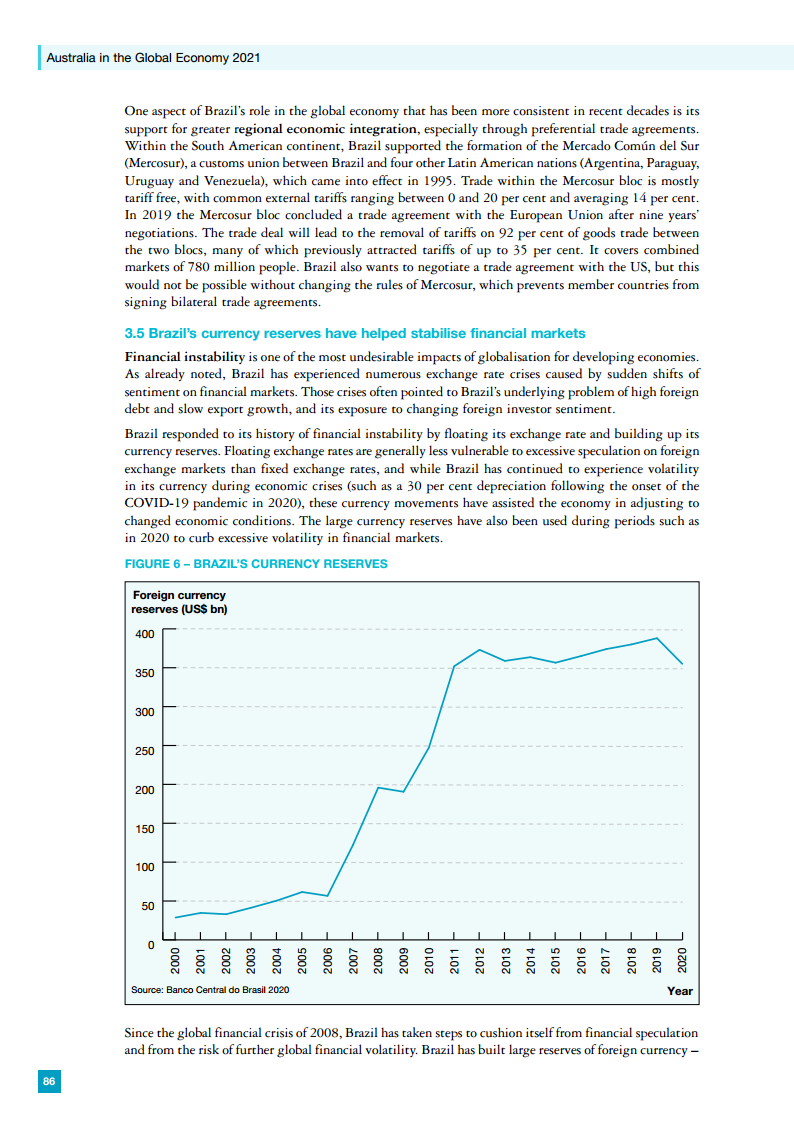 Australia in the Global Economy 2021
One aspect of Brazil's role in the global economy that has been more consistent in recent decades is its
support for greater regional economic integration, especially through preferential trade agreements.
Within the South American continent, Brazil supported the formation of the Mercado Común del Sur
(Mercosur), a customs union between Brazil and four other Latin American nations (Argentina, Paraguay,
Uruguay and Venezuela), which came into effect in 1995. Trade within the Mercosur bloc is mostly
tariff free, with common external tariffs ranging between 0 and 20 per cent and averaging 14 per cent.
In 2019 the Mercosur bloc concluded a trade agreement with the European Union after nine years'
negotiations. The trade deal will lead to the removal of tariffs on 92 per cent of goods trade between
the two blocs, many of which previously attracted tariffs of up to 35 per cent. It covers combined
markets of 780 million people. Brazil also wants to negotiate a trade agreement with the US, but this
would not be possible without changing the rules of Mercosur, which prevents member countries from
signing bilateral trade agreements.
3.5 Brazil's currency reserves have helped stabilise financial markets
Financial instability is one of the most undesirable impacts of globalisation for developing economies.
As already noted, Brazil has experienced numerous exchange rate crises caused by sudden shifts of
sentiment on financial markets. Those crises often pointed to Brazil's underlying problem of high foreign
debt and slow export growth, and its exposure to changing foreign investor sentiment.
Brazil responded to its history of financial instability by floating its exchange rate and building up its
currency reserves. Floating exchange rates are generally less vulnerable to excessive speculation on foreign
exchange markets than fixed exchange rates, and while Brazil has continued to experience volatility
in its currency during economic crises (such as a 30 per cent depreciation following the onset of the
COVID-19 pandemic in 2020), these currency movements have assisted the economy in adjusting to
changed economic conditions. The large currency reserves have also been used during periods such as
in 2020 to curb excessive volatility in financial markets.
FIGURE 6 – BRAZIL'S CURRENCY RESERVES
Foreign currency
reserves (US$ bn)
400
350
300
250
200
150
100
50
0
2000 2001 2002 2003 2004 2005 2006 2007 2008 2009 2010 2011 2012 2013 2014 2015 2016 2017 2018 2019 2020
Source: Banco Central do Brasil 2020 Year
Since the global financial crisis of 2008, Brazil has taken steps to cushion itself from financial speculation
and from the risk of further global financial volatility. Brazil has built large reserves of foreign currency –
86